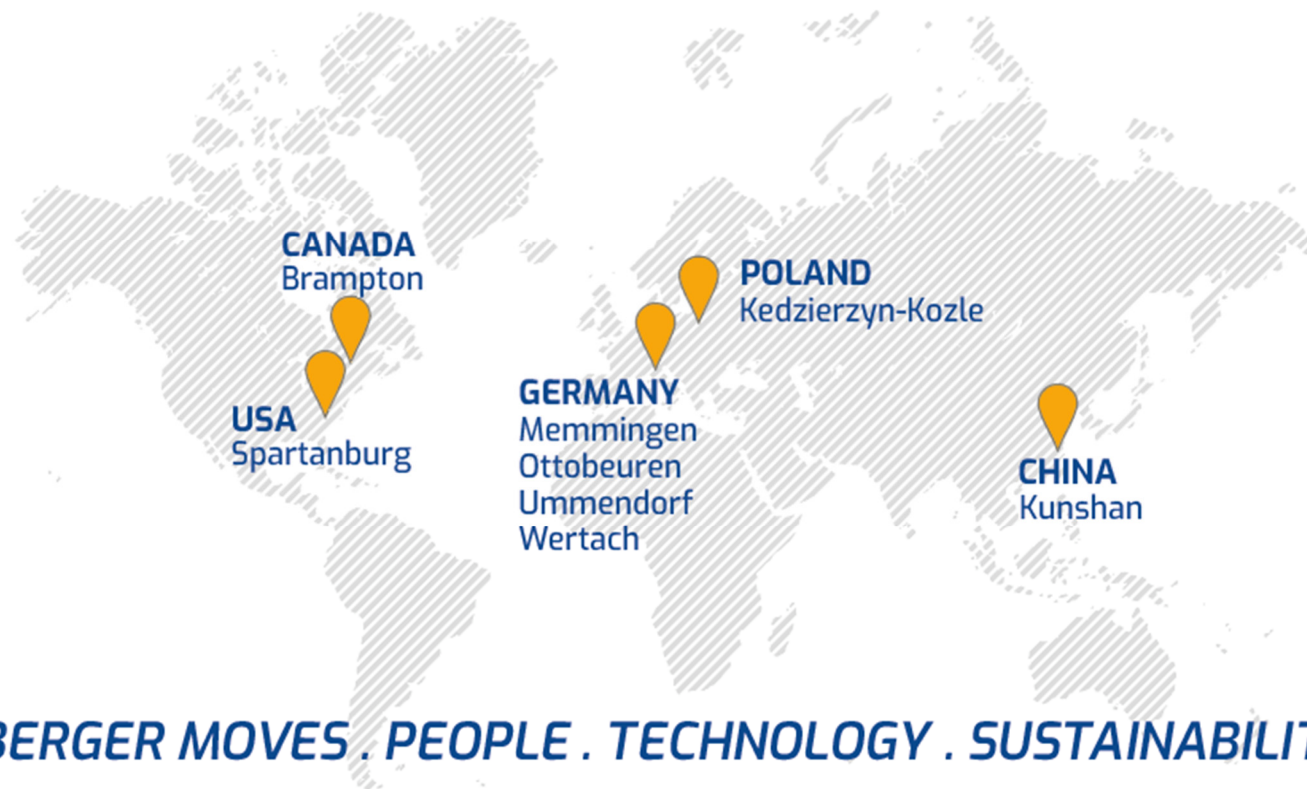 CANADA
Brampton
USA
Spartanburg
POLAND
Kedzierzyn-Kozle
GERMANY
Memmingen
Ottobeuren
Ummendorf
Wertach
CHINA
Kunshan
BERGER MOVES . PEOPLE . TECHNOLOGY . SUSTAINABILIT